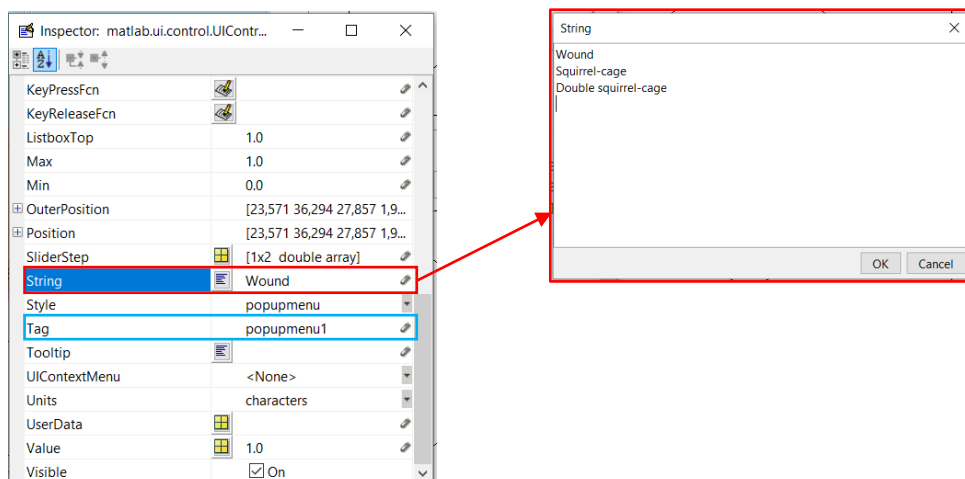 Inspector: matlab.ui.control.UIContr...
KeyPressFcn
KeyReleaseFcn
ListboxTop 1.0
Max 1.0
Min 0.0
OuterPosition [23,571 36,294 27,857 1,9...
Position [23,571 36,294 27,857 1,9...
SliderStep [1x2 double array]
String Wound
Style popupmenu
Tag popupmenu1
Tooltip
UIContextMenu <None>
Units characters
UserData
Value 1.0
Visible On
String
Wound
Squirrel-cage
Double squirrel-cage
OK Cancel